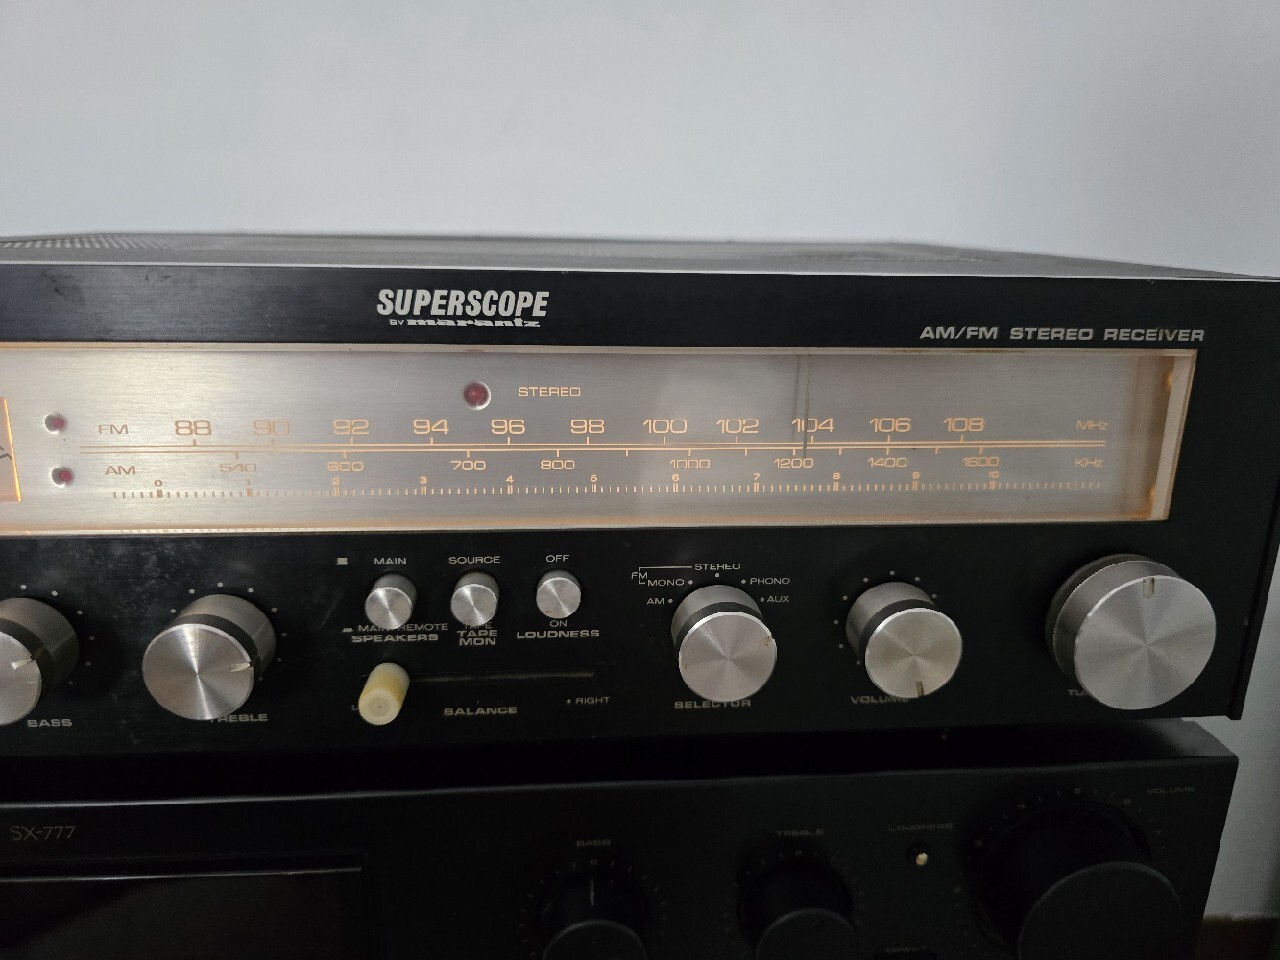 SUPERSCOPE
BY marantz
AM/FM STEREO RECEIVER
STEREO
FM 88 90 92 94 96 98 100 102 104 106 108 MHz
AM 540 600 700 800 1000 1200 1400 1600 KHz
0 1 2 3 4 5 6 7 8 9 10
MAIN SOURCE OFF
FM STEREO
MONO PHONO
AM AUX
MAIN+REMOTE TAPE ON
SPEAKERS TAPE MON LOUDNESS
BASS TREBLE BALANCE RIGHT SELECTOR VOLUME
SX-777 BASS TREBLE LOUDNESS VOLUME